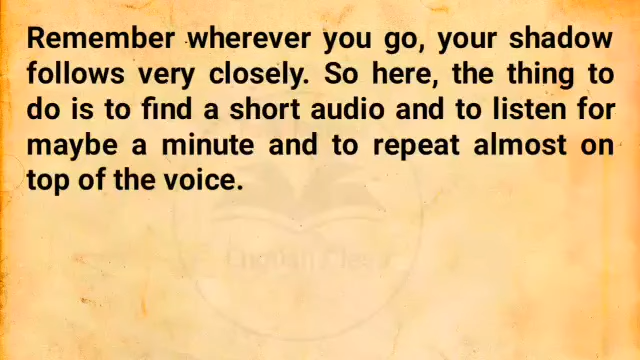 Remember wherever you go, your shadow
follows very closely. So here, the thing to
do is to find a short audio and to listen for
maybe a minute and to repeat almost on
top of the voice.